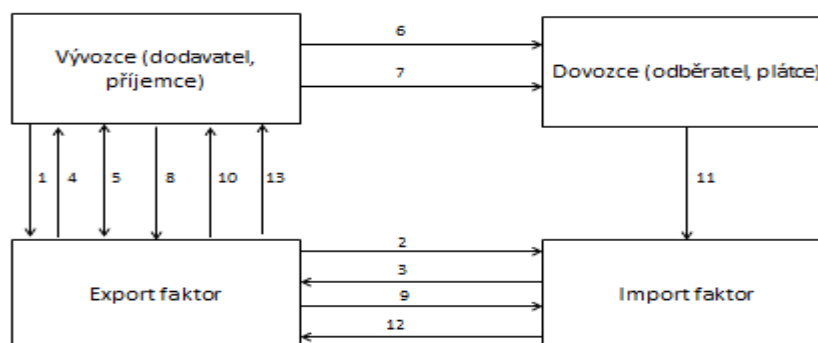 Vývozce (dodavatel,
příjemce)
6
7
Dovozce (odběratel, plátce)
1
4
5
8
10
13
11
Export faktor
2
3
9
12
Import faktor